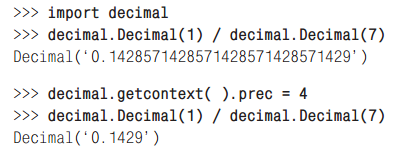 >>> import decimal
>>> decimal.Decimal(1) / decimal.Decimal(7)
Decimal(‘0.1428571428571428571428571429’)
>>> decimal.getcontext( ).prec = 4
>>> decimal.Decimal(1) / decimal.Decimal(7)
Decimal(‘0.1429’)